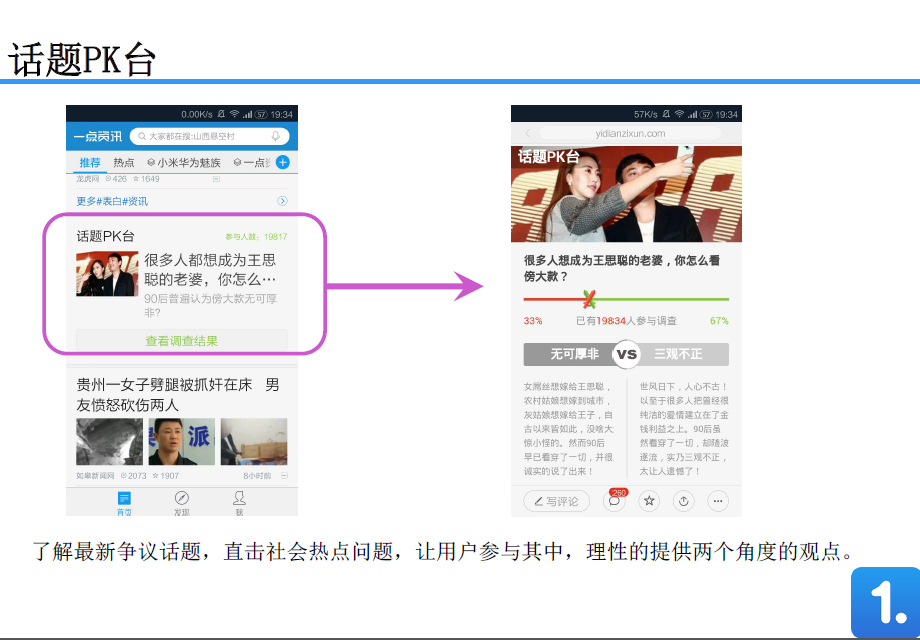 话题PK台
0.00K/s 57 19:34
一点资讯 大家都在搜:山西悬空村
推荐 热点 小米华为魅族 一点
龙虎网 426 1649
更多#表白#资讯
话题PK台 参与人数：19817
很多人都想成为王思
聪的老婆，你怎么…
90后普遍认为傍大款无可厚
非?
查看调查结果
贵州一女子劈腿被抓奸在床 男
友愤怒砍伤两人
派
如皋新闻网 2073 1907 8小时前
首页 发现 我
57K/s 57 19:34
yidianzixun.com
话题PK台
很多人想成为王思聪的老婆，你怎么看
傍大款？
33% 已有19834人参与调查 67%
无可厚非 VS 三观不正
女屌丝想嫁给王思聪，
农村姑娘想嫁到城市，
灰姑娘想嫁给王子，自
古以来皆如此，没啥大
惊小怪的。然而90后
早已看穿了一切，并很
诚实的说了出来！
世风日下，人心不古！
以至于很多人把曾经很
纯洁的爱情建立在了金
钱利益之上。90后虽
然看穿了一切，却随波
逐流，实乃三观不正，
太让人遗憾了！
写评论 260
了解最新争议话题，直击社会热点问题，让用户参与其中，理性的提供两个角度的观点。
1.